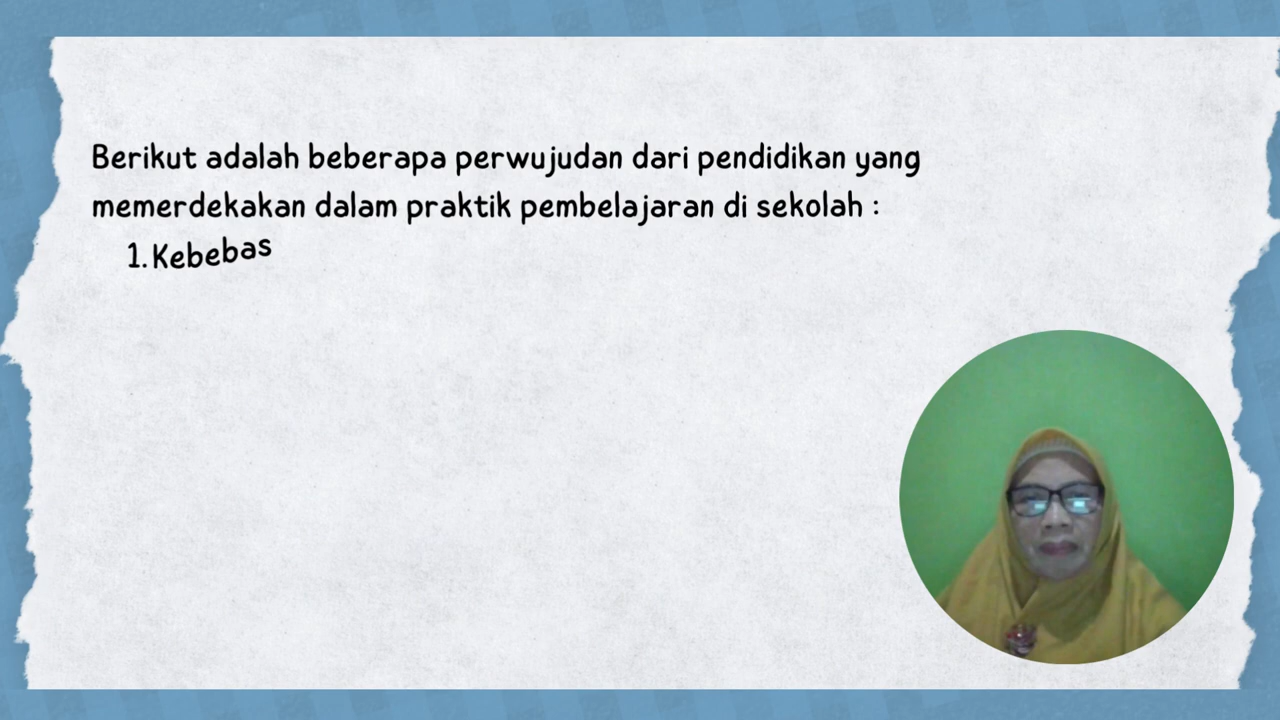 Berikut adalah beberapa perwujudan dari pendidikan yang
memerdekakan dalam praktik pembelajaran di sekolah :
1. Kebebas